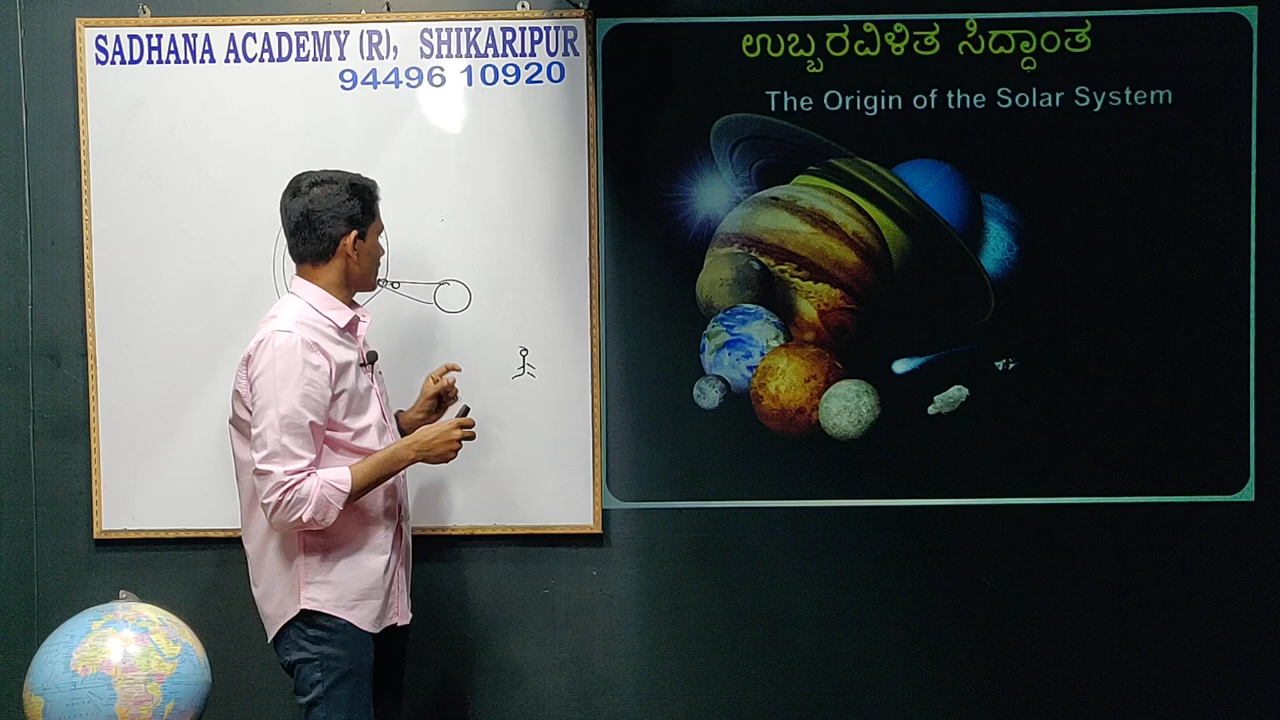 SADHANA ACADEMY (R), SHIKARIPUR
94496 10920
ಉಬ್ಬರವಿಳಿತ ಸಿದ್ಧಾಂತ
The Origin of the Solar System